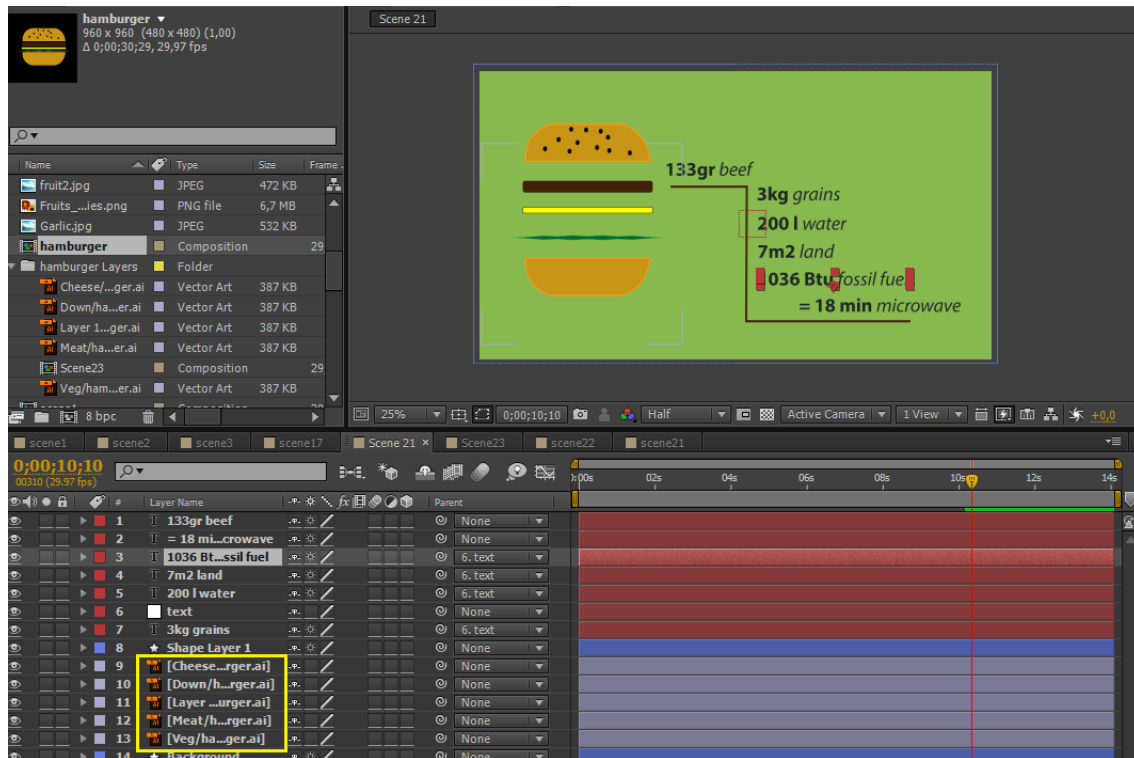 hamburger ▼
960 x 960 (480 x 480) (1,00)
Δ 0;00;30;29, 29,97 fps
Scene 21
133gr beef
3kg grains
200 l water
7m2 land
1036 Btu fossil fuel
= 18 min microwave
Name Type Size Frame
fruit2.jpg JPEG 472 KB
Fruits_...ies.png PNG file 6,7 MB
Garlic.jpg JPEG 532 KB
hamburger Composition 29
hamburger Layers Folder
Cheese/...ger.ai Vector Art 387 KB
Down/ha...er.ai Vector Art 387 KB
Layer 1...ger.ai Vector Art 387 KB
Meat/ha...er.ai Vector Art 387 KB
Scene23 Composition 29
Veg/ham...er.ai Vector Art 387 KB
8 bpc
25% 0;00;10;10 Half Active Camera 1 View +0,0
scene1 scene2 scene3 scene17 Scene 21 × Scene23 scene22 scene21
0;00;10;10
00310 (29.97 fps)
02s 04s 06s 08s 10s 12s 14s
# Layer Name fx Parent
1 T 133gr beef None
2 T = 18 mi...crowave None
3 T 1036 Bt...ssil fuel 6. text
4 T 7m2 land 6. text
5 T 200 l water 6. text
6 text None
7 T 3kg grains 6. text
8 Shape Layer 1 None
9 [Cheese...rger.ai] None
10 [Down/h...rger.ai] None
11 [Layer ...urger.ai] None
12 [Meat/h...rger.ai] None
13 [Veg/ha...ger.ai] None
14 Background None